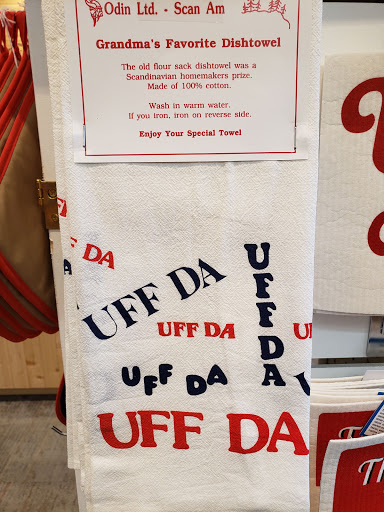 Odin Ltd. - Scan Am
Grandma's Favorite Dishtowel
The old flour sack dishtowel was a
Scandinavian homemakers prize.
Made of 100% cotton.
Wash in warm water.
If you iron, iron on reverse side.
Enjoy Your Special Towel
UFF DA
UFF DA
UFF DA
UFF DA
UFF DA
UFF DA